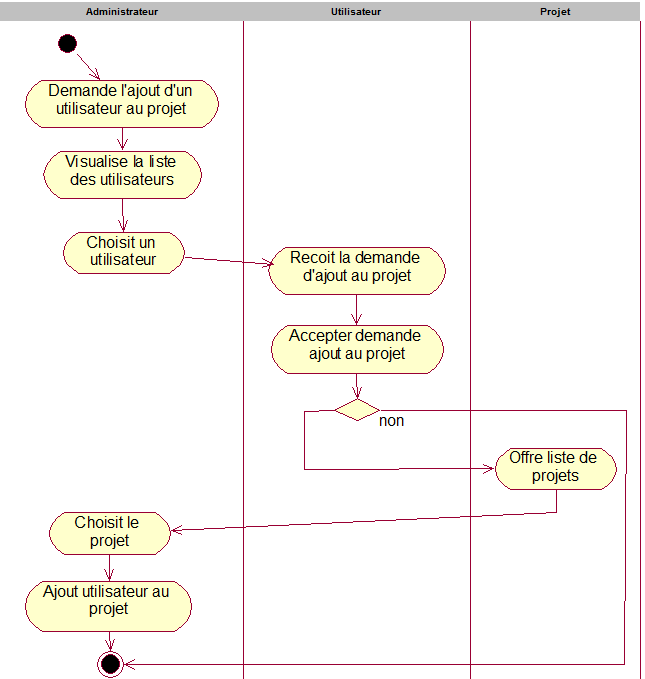 Administrateur
Utilisateur
Projet
Demande l'ajout d'un
utilisateur au projet
Visualise la liste
des utilisateurs
Choisit un
utilisateur
Recoit la demande
d'ajout au projet
Accepter demande
ajout au projet
non
Offre liste de
projets
Choisit le
projet
Ajout utilisateur au
projet